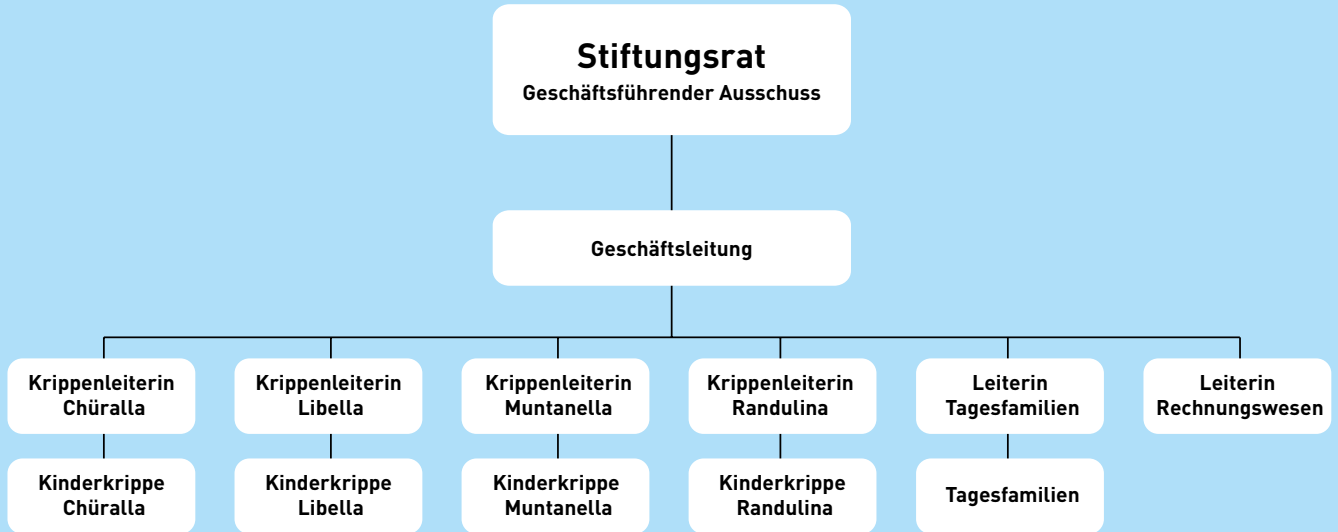 Stiftungsrat
Geschäftsführender Ausschuss
Geschäftsleitung
Krippenleiterin
Chüralla
Krippenleiterin
Libella
Krippenleiterin
Muntanella
Krippenleiterin
Randulina
Leiterin
Tagesfamilien
Leiterin
Rechnungswesen
Kinderkrippe
Chüralla
Kinderkrippe
Libella
Kinderkrippe
Muntanella
Kinderkrippe
Randulina
Tagesfamilien